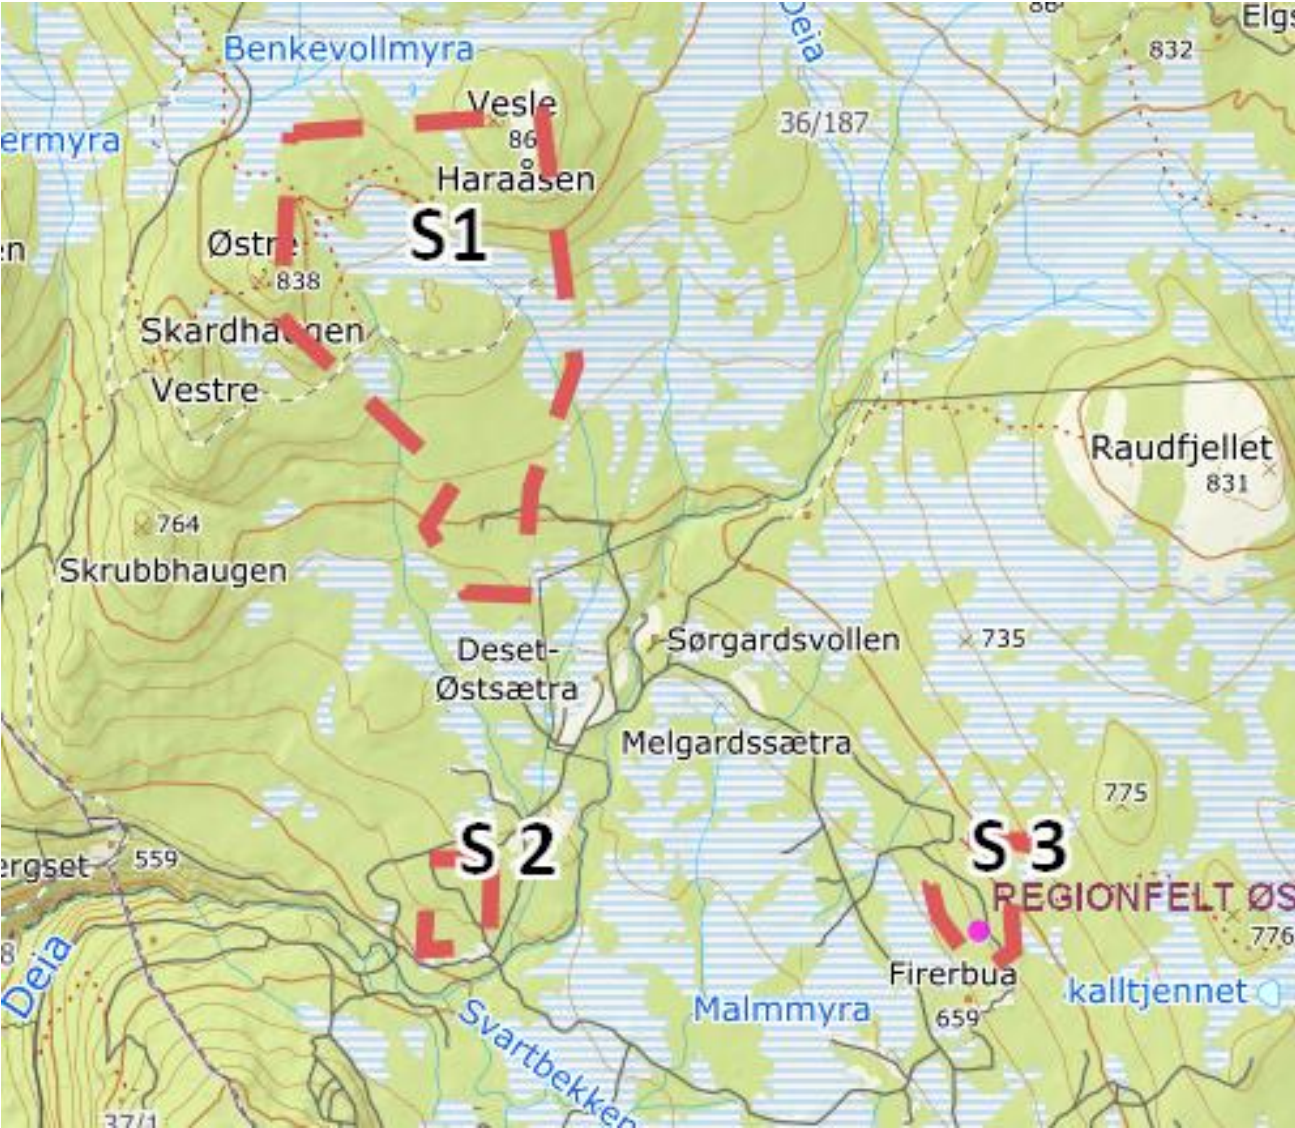 Benkevollmyra
Deia
832
Vesle
36/187
ermyra
86
Haraåsen
S1
Østre
838
Skardhaugen
Vestre
Raudfjellet
831
764
Skrubbhaugen
Sørgardsvollen
735
Deset-
Østsætra
Melgardssætra
775
S 2
S 3
559
ergset
REGIONFELT ØS
776
Deia
Firerbua
kalltjennet
Malmmyra
659
Svartbekken
37/1